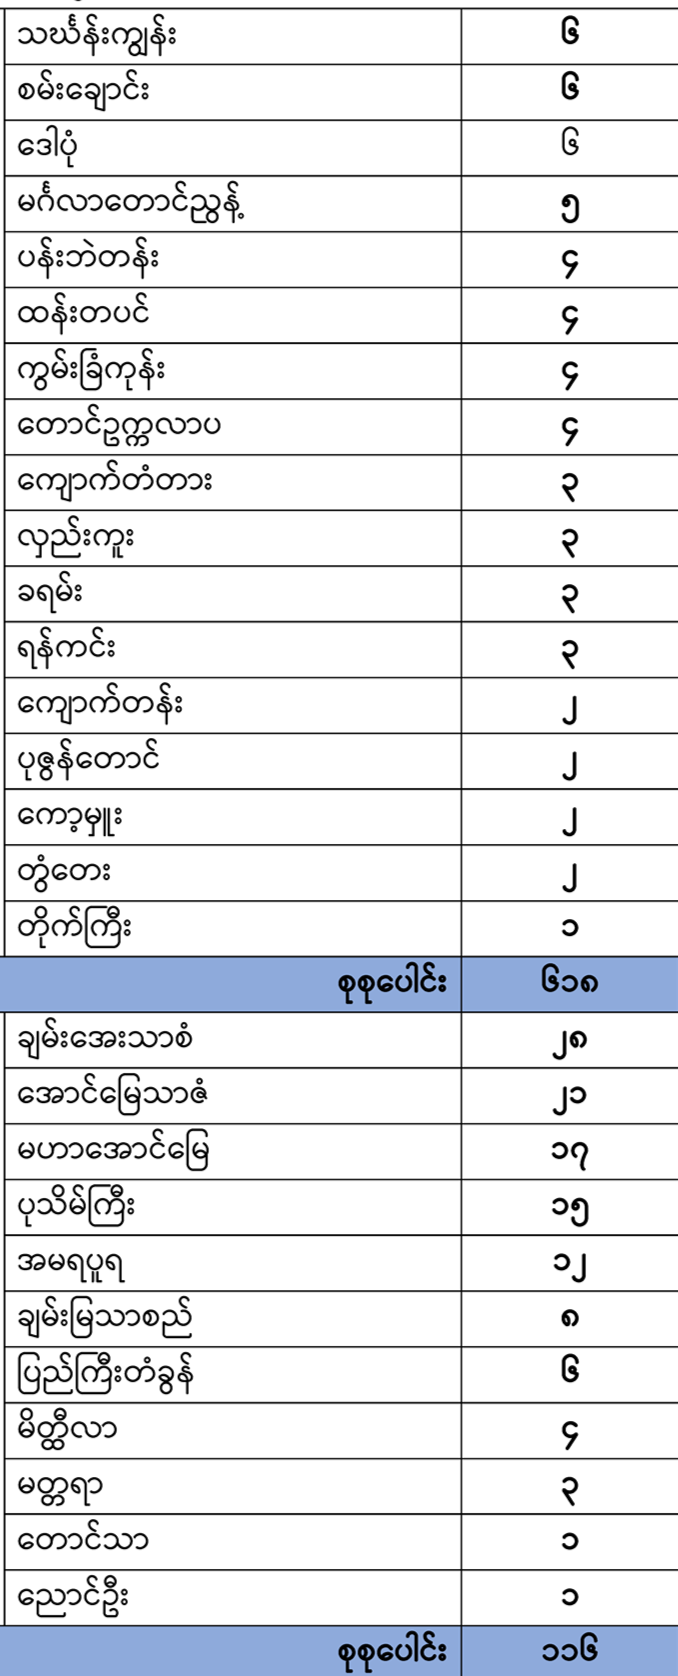 သင်္ဃန်းကျွန်း ၆
စမ်းချောင်း ၆
ဒေါပုံ ၆
မင်္ဂလာတောင်ညွန့် ၅
ပန်းဘဲတန်း ၄
ထန်းတပင် ၄
ကွမ်းခြံကုန်း ၄
တောင်ဥက္ကလာပ ၄
ကျောက်တံတား ၃
လှည်းကူး ၃
ခရမ်း ၃
ရန်ကင်း ၃
ကျောက်တန်း ၂
ပုဇွန်တောင် ၂
ကော့မှူး ၂
တွံတေး ၂
တိုက်ကြီး ၁
စုစုပေါင်း ၆၁၈
ချမ်းအေးသာစံ ၂၈
အောင်မြေသာဇံ ၂၁
မဟာအောင်မြေ ၁၇
ပုသိမ်ကြီး ၁၅
အမရပူရ ၁၂
ချမ်းမြသာစည် ၈
ပြည်ကြီးတံခွန် ၆
မိတ္ထီလာ ၄
မတ္တရာ ၃
တောင်သာ ၁
ညောင်ဦး ၁
စုစုပေါင်း ၁၁၆